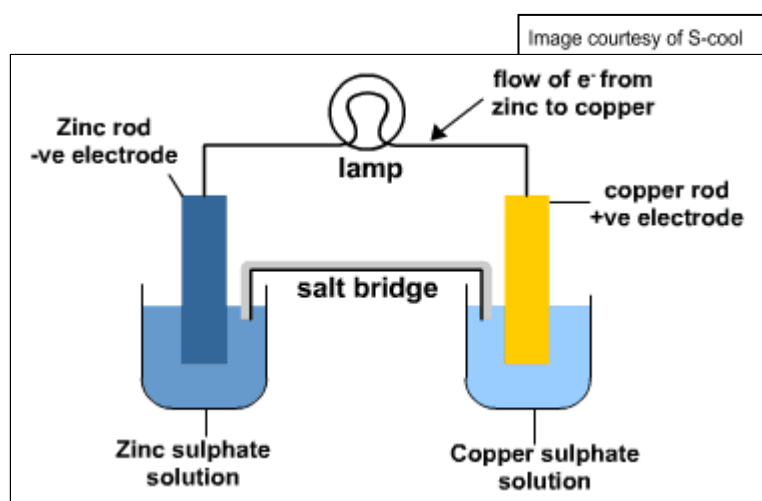 Image courtesy of S-cool
flow of e⁻ from
zinc to copper
Zinc rod
-ve electrode
lamp
copper rod
+ve electrode
salt bridge
Zinc sulphate
solution
Copper sulphate
solution